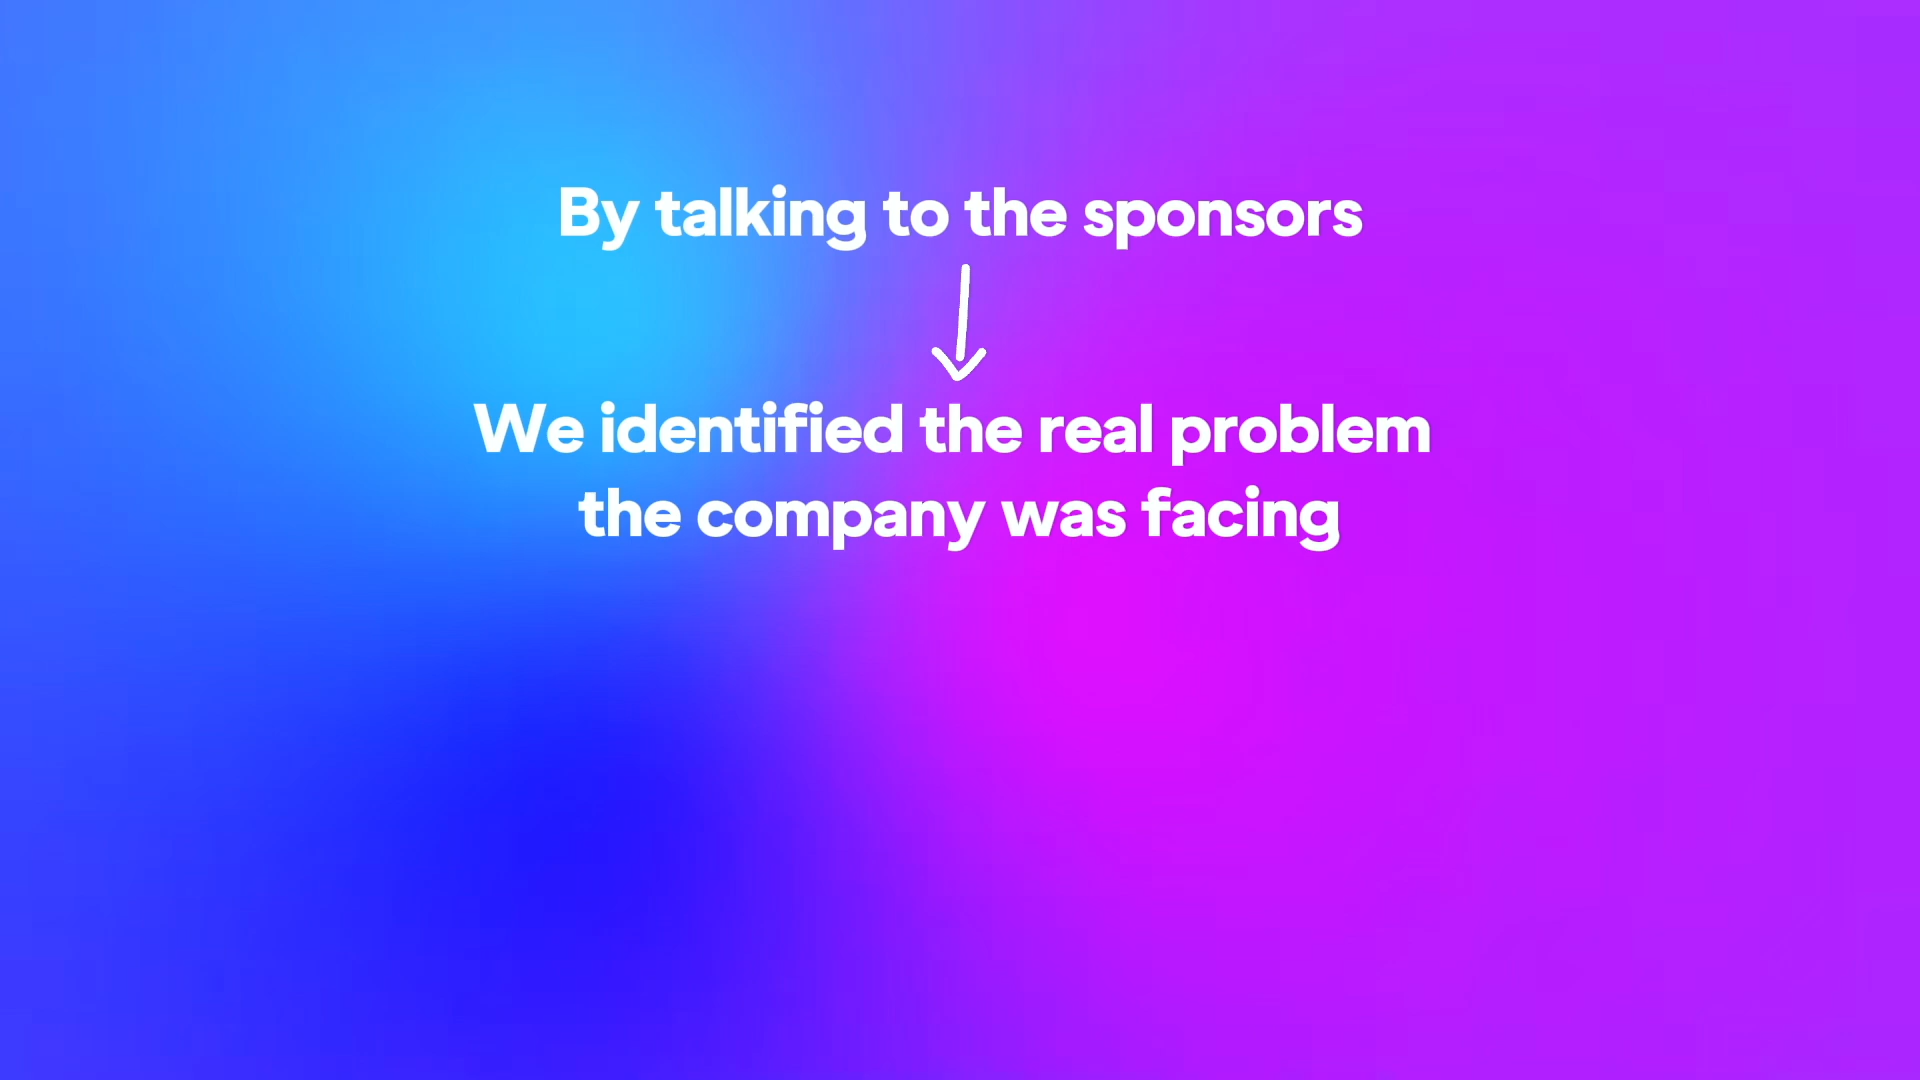 By talking to the sponsors
We identified the real problem
the company was facing